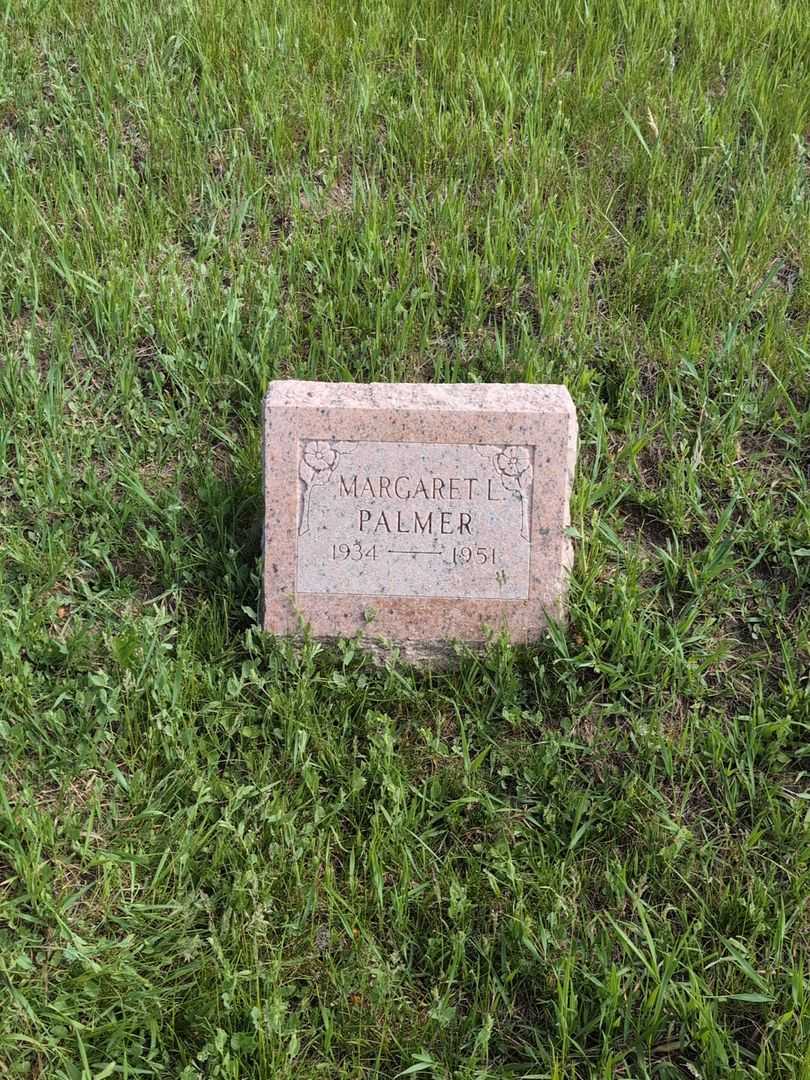 MARGARET L.
PALMER
1934 — 1951